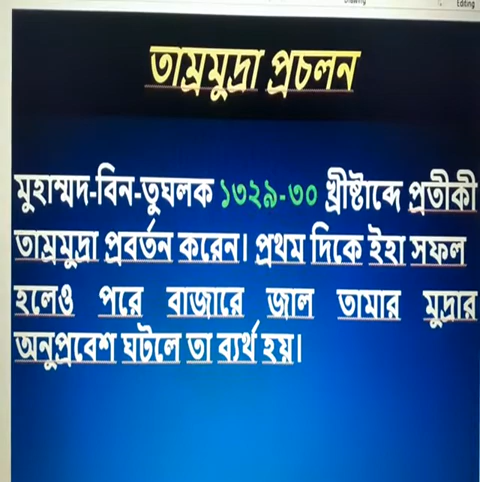 Editing
তাম্রমুদ্রা প্রচলন
মুহাম্মদ-বিন-তুঘলক ১৩২৯-৩০ খ্রীষ্টাব্দে প্রতীকী
তাম্রমুদ্রা প্রবর্তন করেন। প্রথম দিকে ইহা সফল
হলেও পরে বাজারে জাল তামার মুদ্রার
অনুপ্রবেশ ঘটলে তা ব্যর্থ হয়।